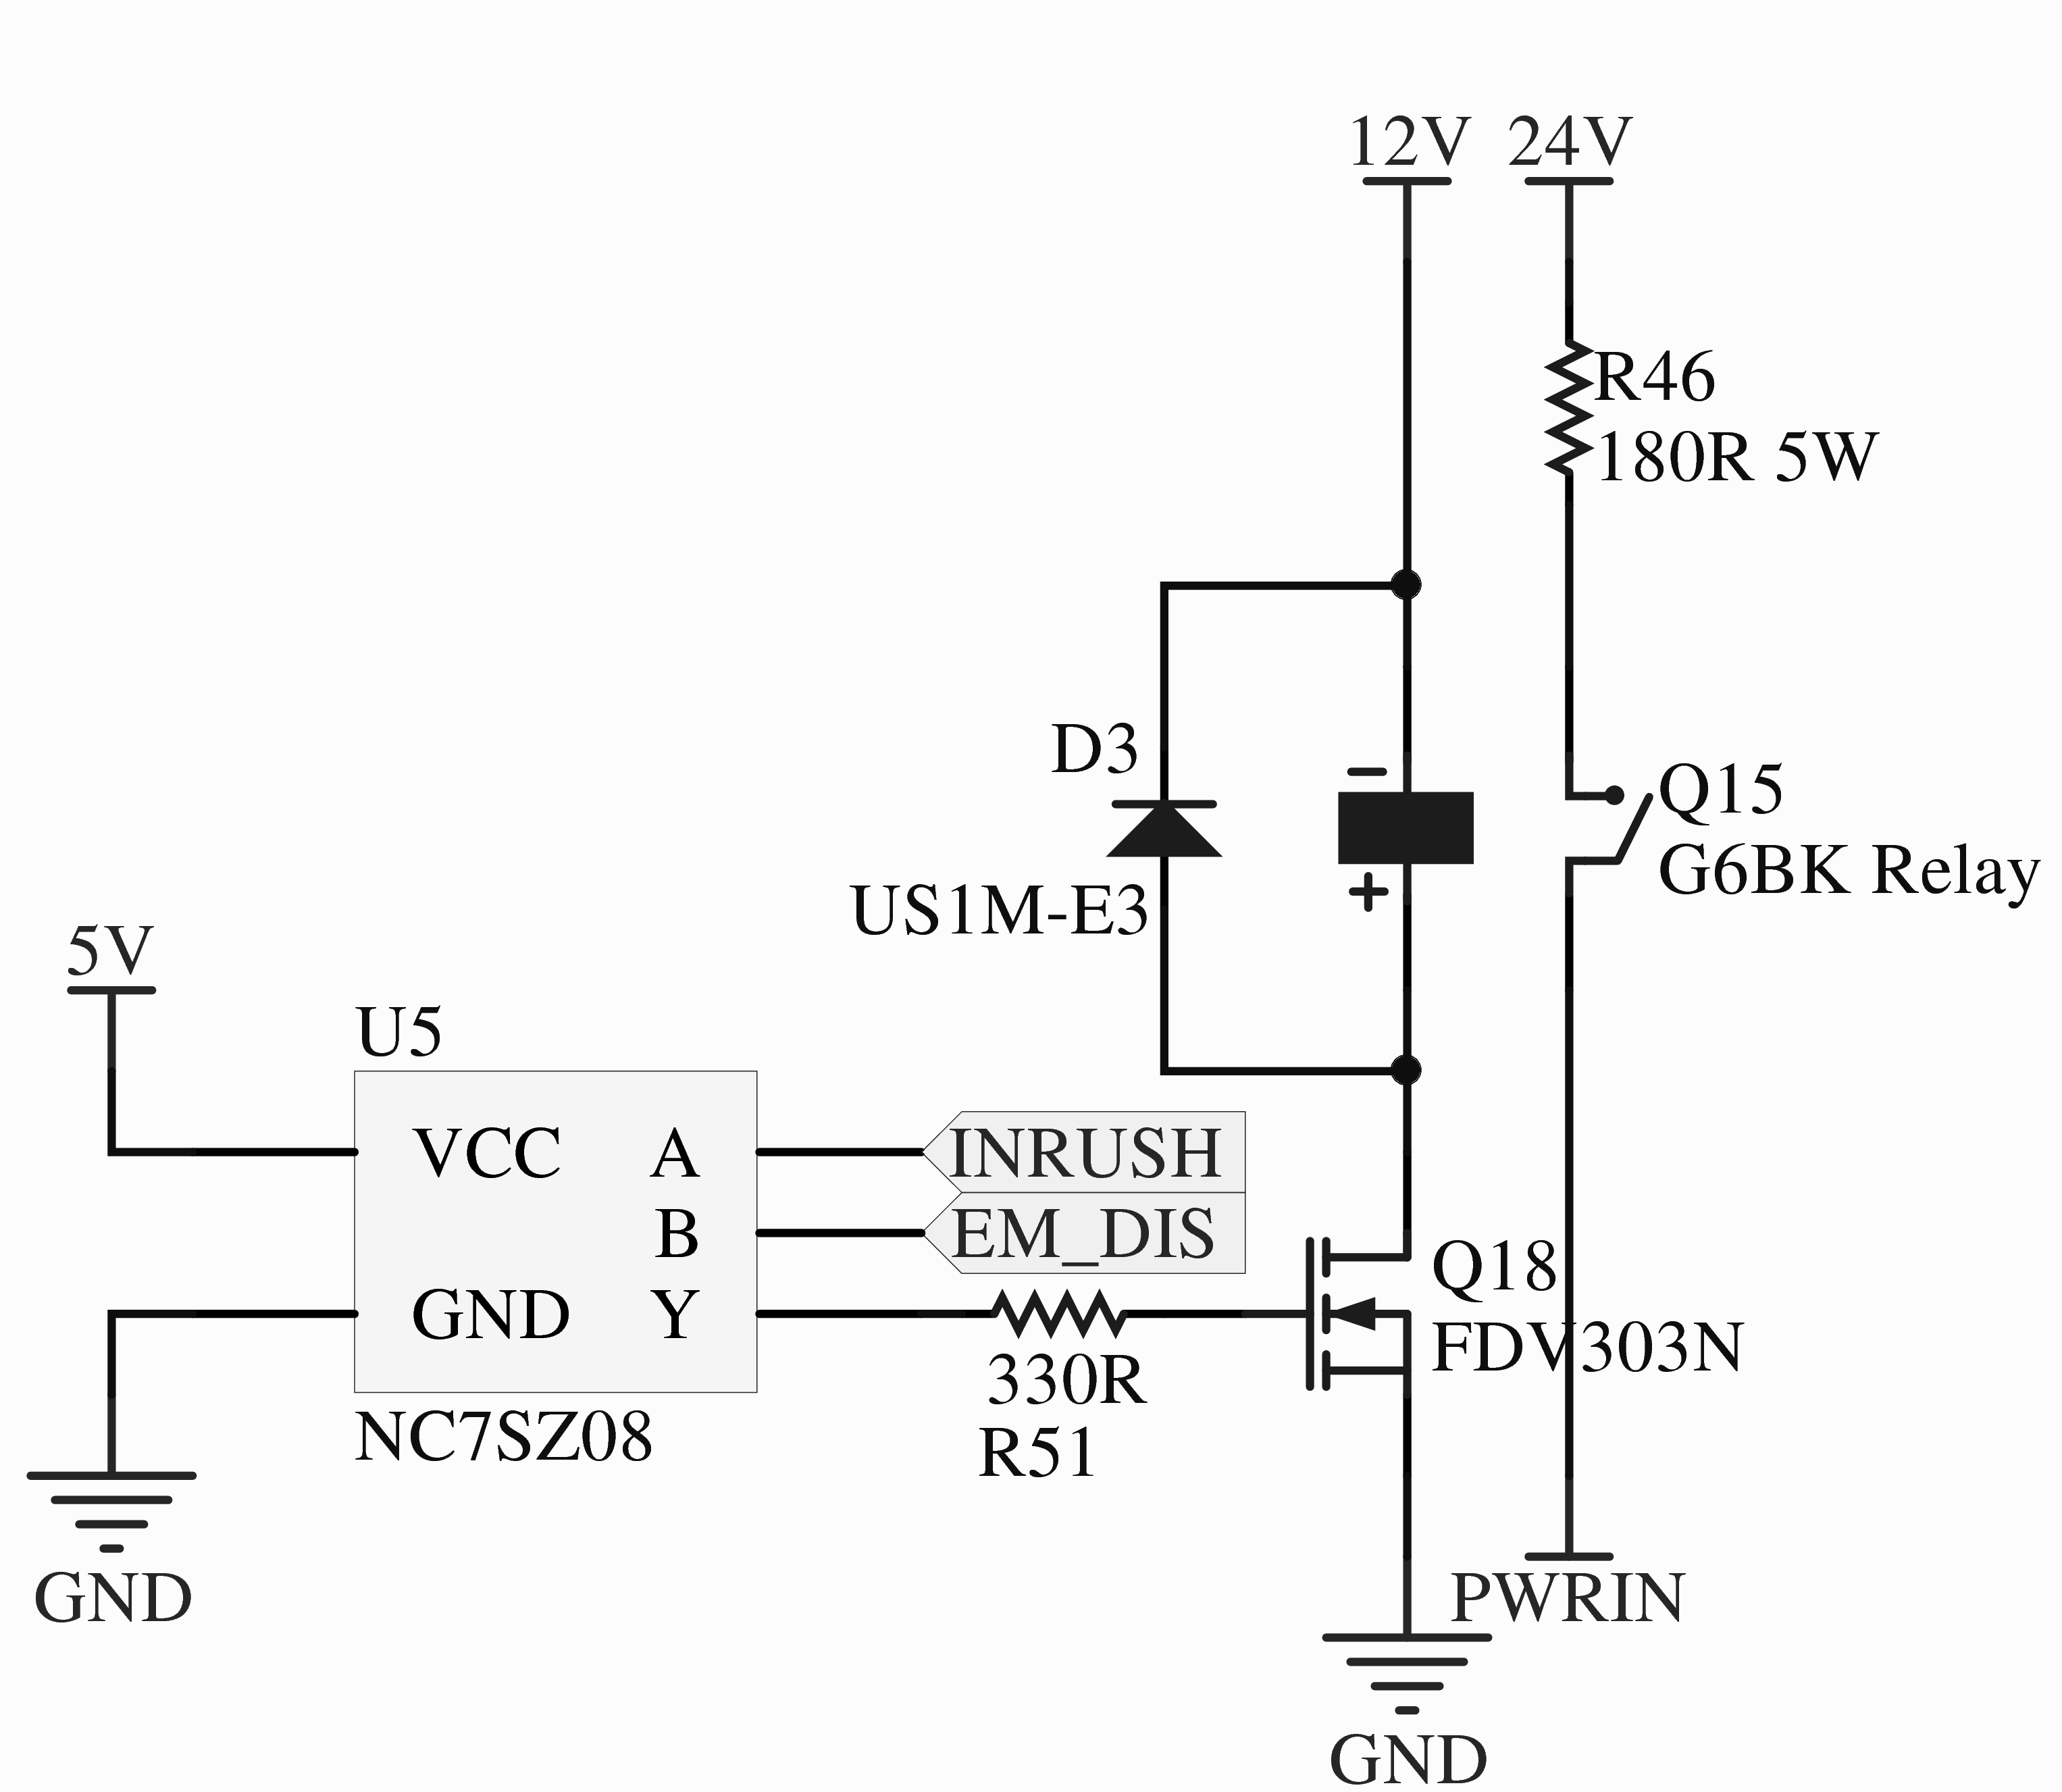 12V 24V
R46
180R 5W
D3
US1M-E3
-
+
Q15
G6BK Relay
5V
U5
VCC A
B
GND Y
NC7SZ08
GND
INRUSH
EM_DIS
330R
R51
Q18
FDV303N
PWRIN
GND